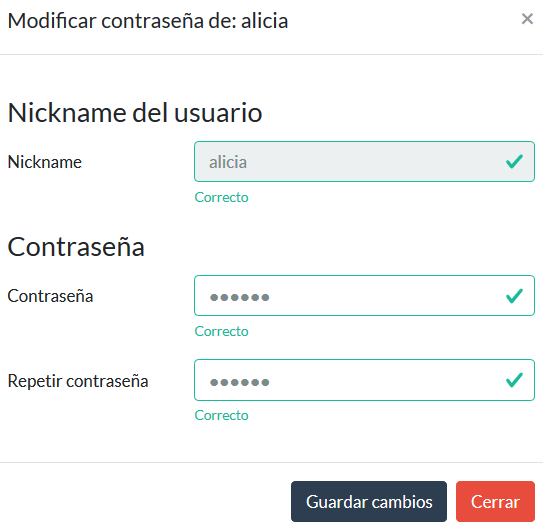 Modificar contraseña de: alicia ×
Nickname del usuario
Nickname alicia
Correcto
Contraseña
Contraseña ••••••
Correcto
Repetir contraseña ••••••
Correcto
Guardar cambios Cerrar